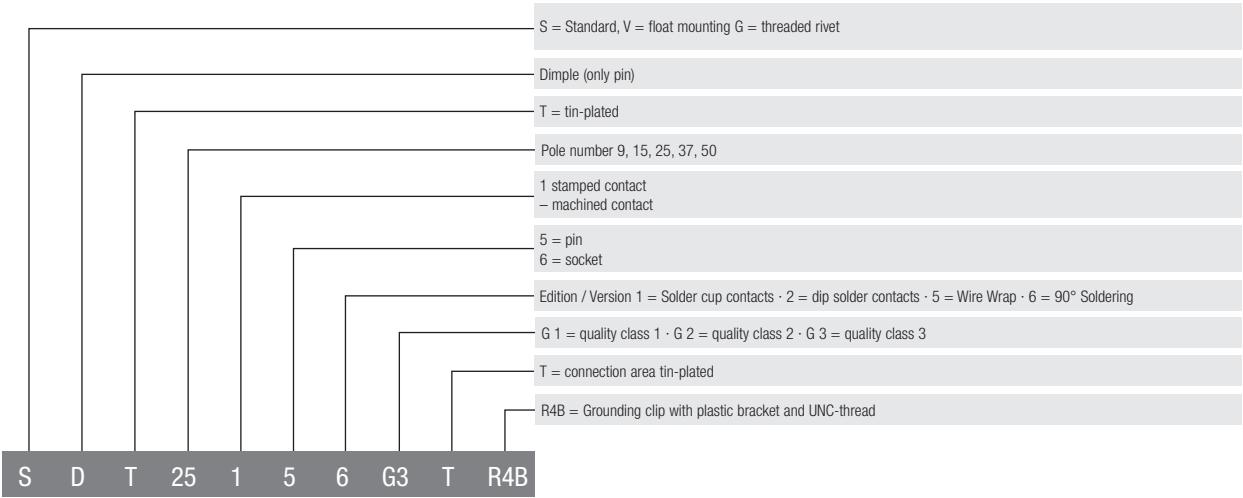 S = Standard, V = float mounting G = threaded rivet
Dimple (only pin)
T = tin-plated
Pole number 9, 15, 25, 37, 50
1 stamped contact
– machined contact
5 = pin
6 = socket
Edition / Version 1 = Solder cup contacts · 2 = dip solder contacts · 5 = Wire Wrap · 6 = 90° Soldering
G 1 = quality class 1 · G 2 = quality class 2 · G 3 = quality class 3
T = connection area tin-plated
R4B = Grounding clip with plastic bracket and UNC-thread
S D T 25 1 5 6 G3 T R4B